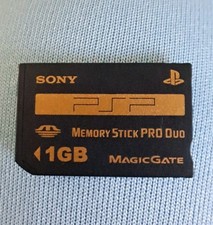 SONY
PSP
MEMORY STICK PRO DUO
1GB
MAGICGATE